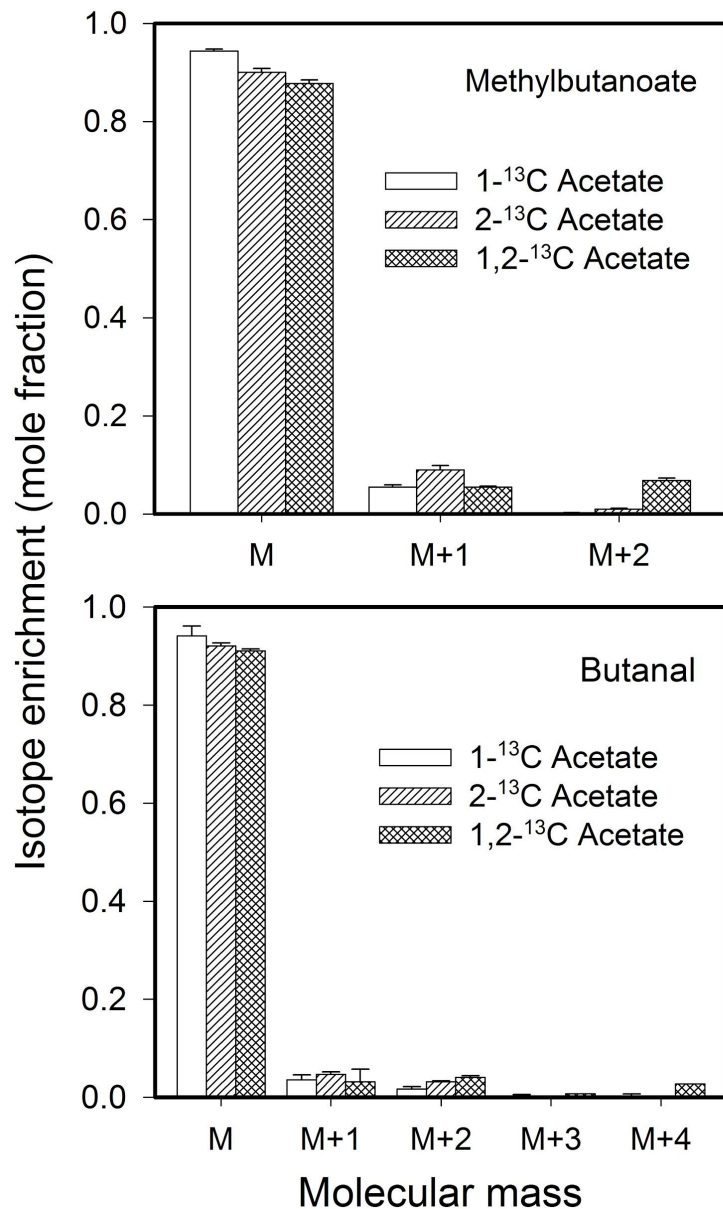 Isotope enrichment (mole fraction)
1.0
0.8
0.6
0.4
0.2
0.0
Methylbutanoate
1-¹³C Acetate
2-¹³C Acetate
1,2-¹³C Acetate
M M+1 M+2
1.0
0.8
0.6
0.4
0.2
0.0
Butanal
1-¹³C Acetate
2-¹³C Acetate
1,2-¹³C Acetate
M M+1 M+2 M+3 M+4
Molecular mass